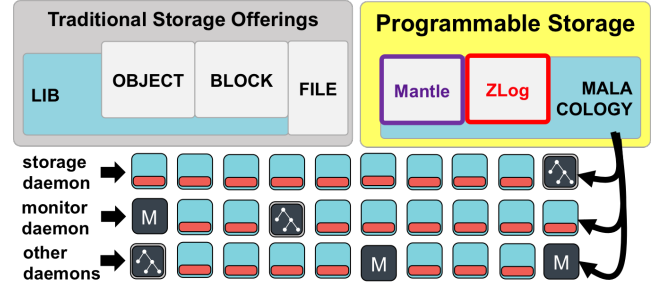 Traditional Storage Offerings
LIB
OBJECT
BLOCK
FILE
Programmable Storage
Mantle
ZLog
MALA
COLOGY
storage
daemon
monitor
daemon
M
other
daemons
M
M